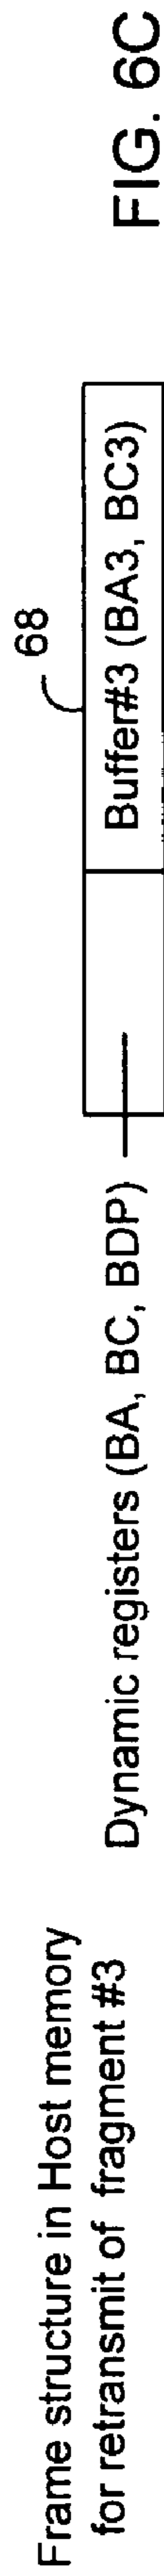 Frame structure in Host memory
for retransmit of fragment #3
Dynamic registers (BA, BC, BDP)
68
Buffer#3 (BA3, BC3)
FIG. 6C